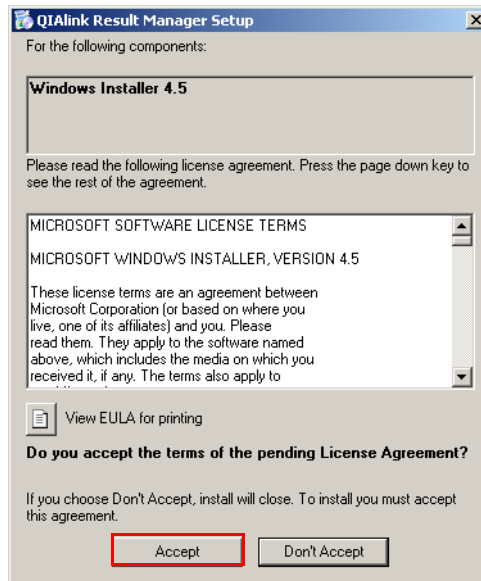 QIAlink Result Manager Setup
For the following components:
Windows Installer 4.5
Please read the following license agreement. Press the page down key to
see the rest of the agreement.
MICROSOFT SOFTWARE LICENSE TERMS
MICROSOFT WINDOWS INSTALLER, VERSION 4.5
These license terms are an agreement between
Microsoft Corporation (or based on where you
live, one of its affiliates) and you. Please
read them. They apply to the software named
above, which includes the media on which you
received it, if any. The terms also apply to
View EULA for printing
Do you accept the terms of the pending License Agreement?
If you choose Don't Accept, install will close. To install you must accept
this agreement.
Accept
Don't Accept